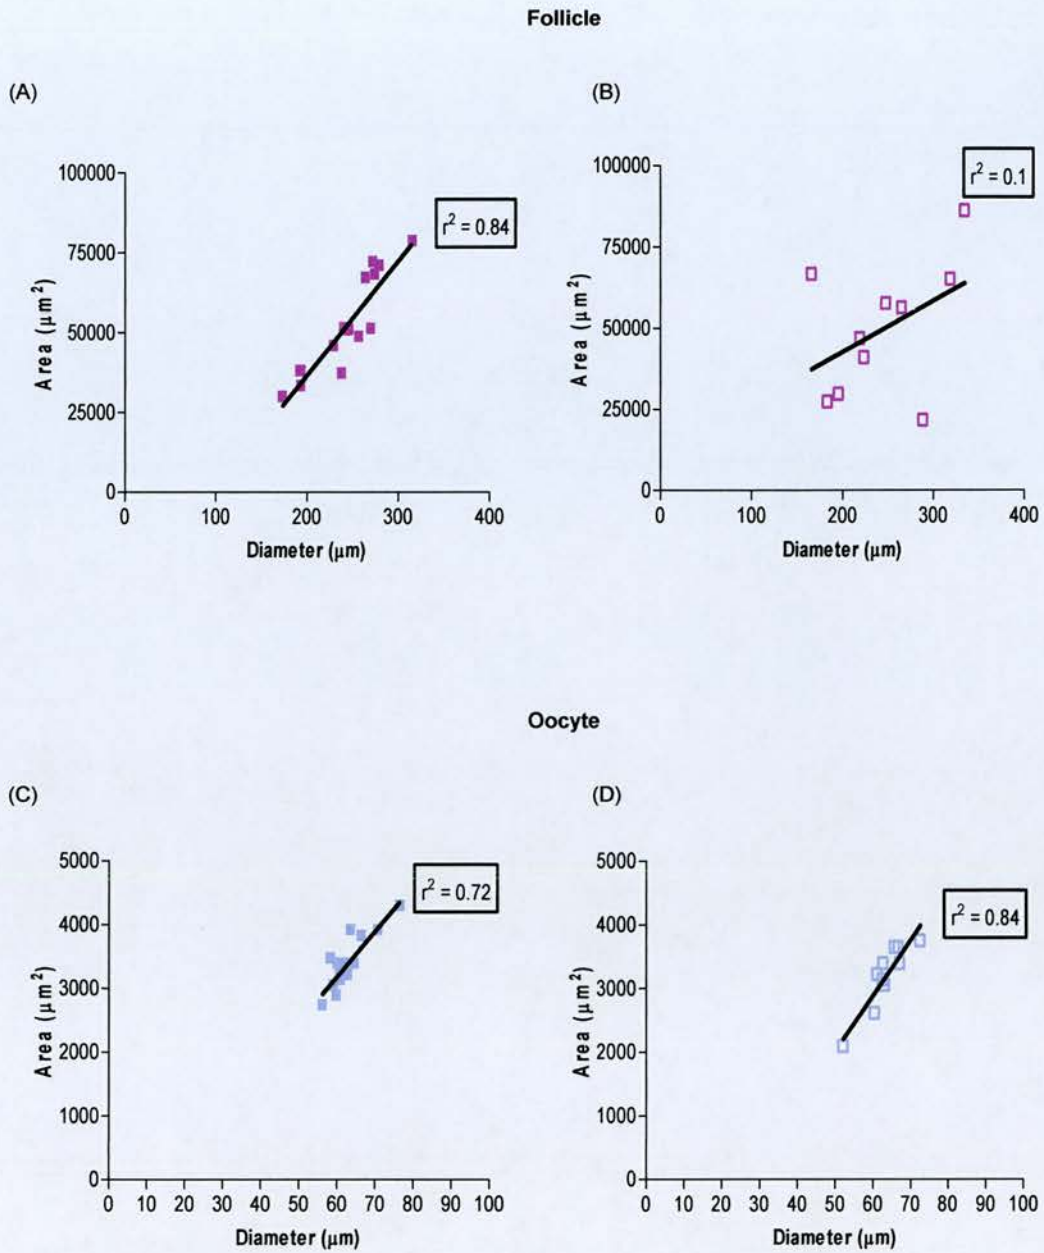 Follicle
(A)
(B)
100000
75000
50000
25000
0
Area (μm²)
r² = 0.84
0 100 200 300 400
Diameter (μm)
100000
75000
50000
25000
0
Area (μm²)
r² = 0.1
0 100 200 300 400
Diameter (μm)
Oocyte
(C)
(D)
5000
4000
3000
2000
1000
0
Area (μm²)
r² = 0.72
0 10 20 30 40 50 60 70 80 90 100
Diameter (μm)
5000
4000
3000
2000
1000
0
Area (μm²)
r² = 0.84
0 10 20 30 40 50 60 70 80 90 100
Diameter (μm)